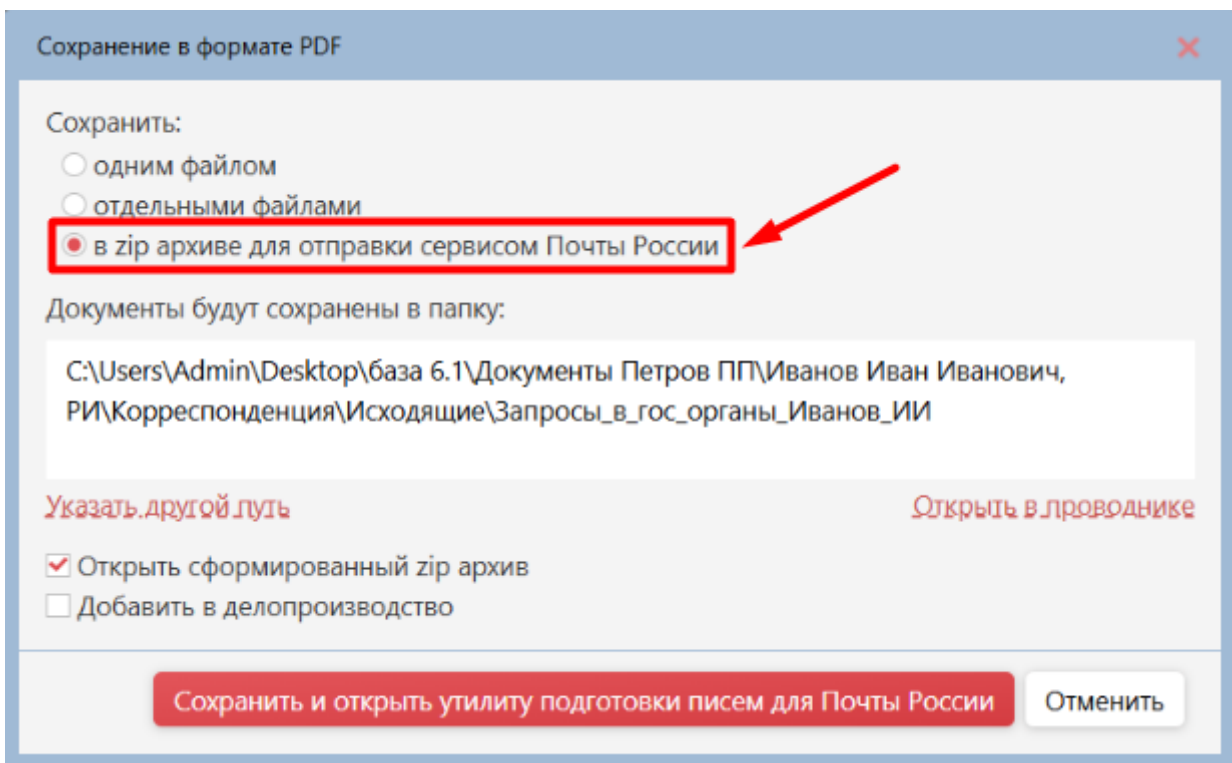 Сохранение в формате PDF
Сохранить:
одним файлом
отдельными файлами
в zip архиве для отправки сервисом Почты России
Документы будут сохранены в папку:
C:\Users\Admin\Desktop\база 6.1\Документы Петров ПП\Иванов Иван Иванович,
РИ\Корреспонденция\Исходящие\Запросы_в_гос_органы_Иванов_ИИ
Указать другой путь
Открыть в проводнике
Открыть сформированный zip архив
Добавить в делопроизводство
Сохранить и открыть утилиту подготовки писем для Почты России
Отменить